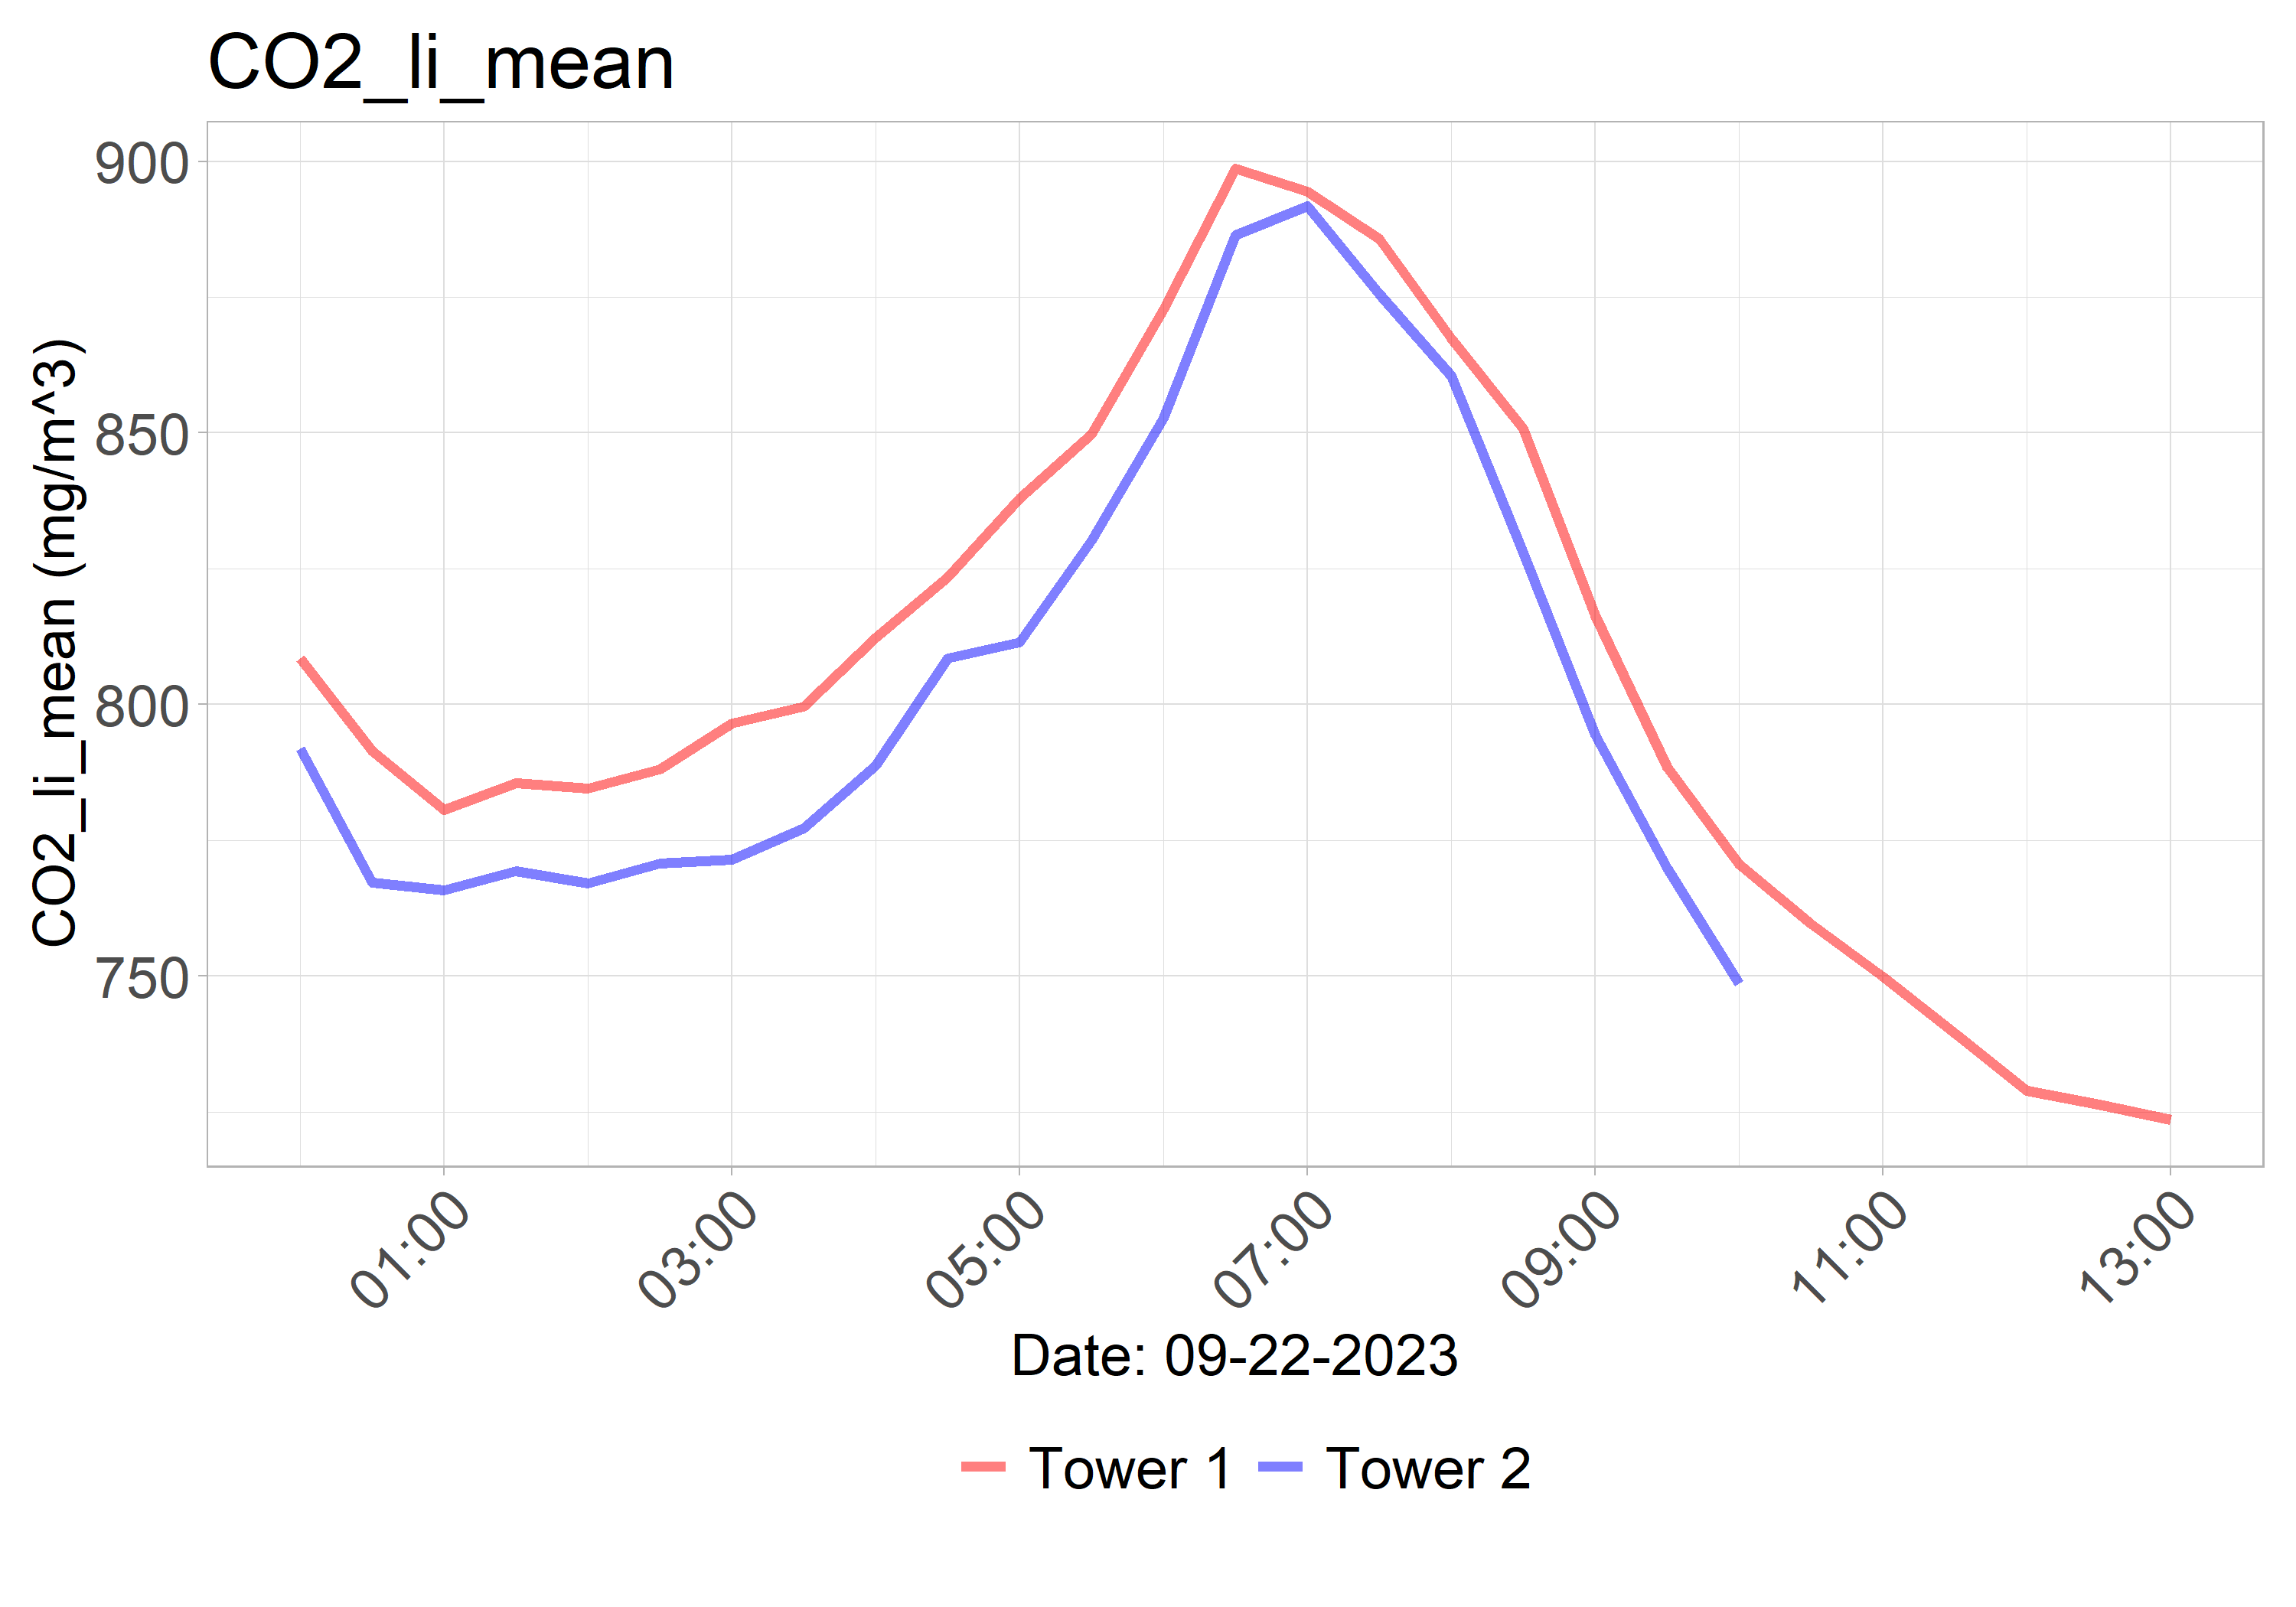 CO2_li_mean
CO2_li_mean (mg/m^3)
900
850
800
750
01:00 03:00 05:00 07:00 09:00 11:00 13:00
Date: 09-22-2023
Tower 1 Tower 2